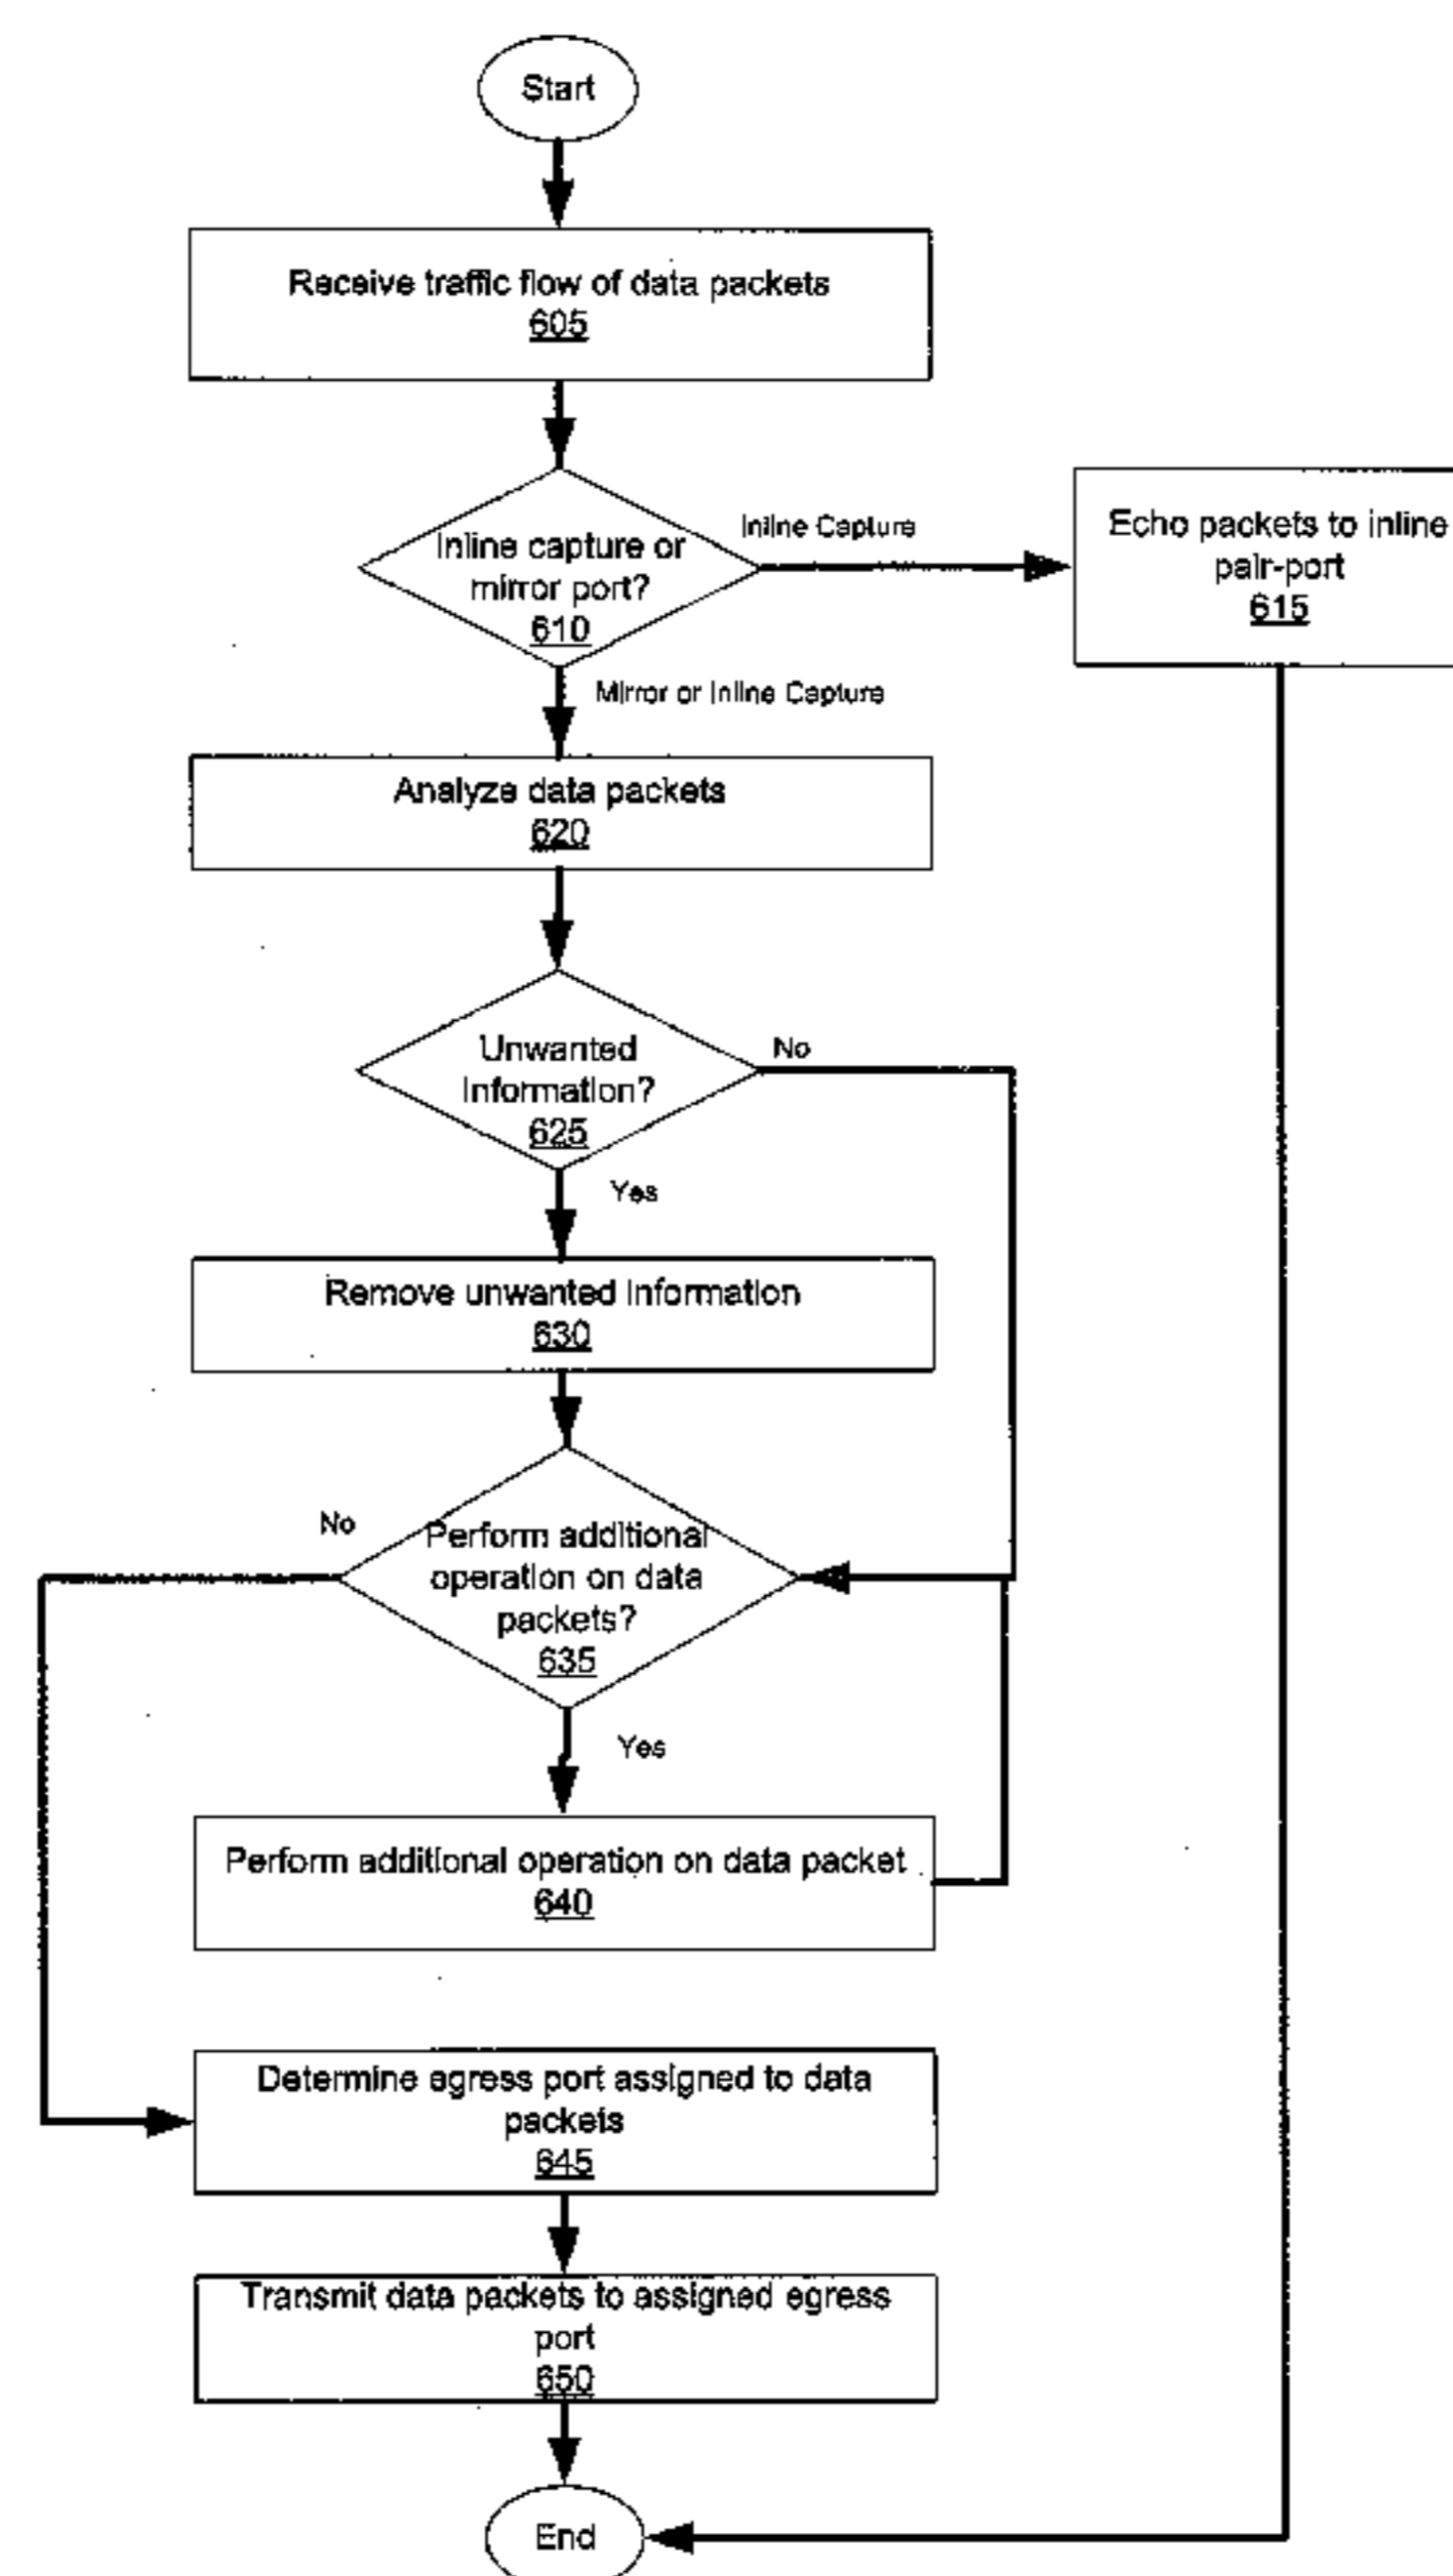 Start
Receive traffic flow of data packets
605
Inline capture or
mirror port?
610
Inline Capture
Echo packets to inline
pair-port
615
Mirror or Inline Capture
Analyze data packets
620
Unwanted
Information?
625
No
Yes
Remove unwanted information
630
No
Perform additional
operation on data
packets?
635
Yes
Perform additional operation on data packet
640
Determine egress port assigned to data
packets
645
Transmit data packets to assigned egress
port
650
End